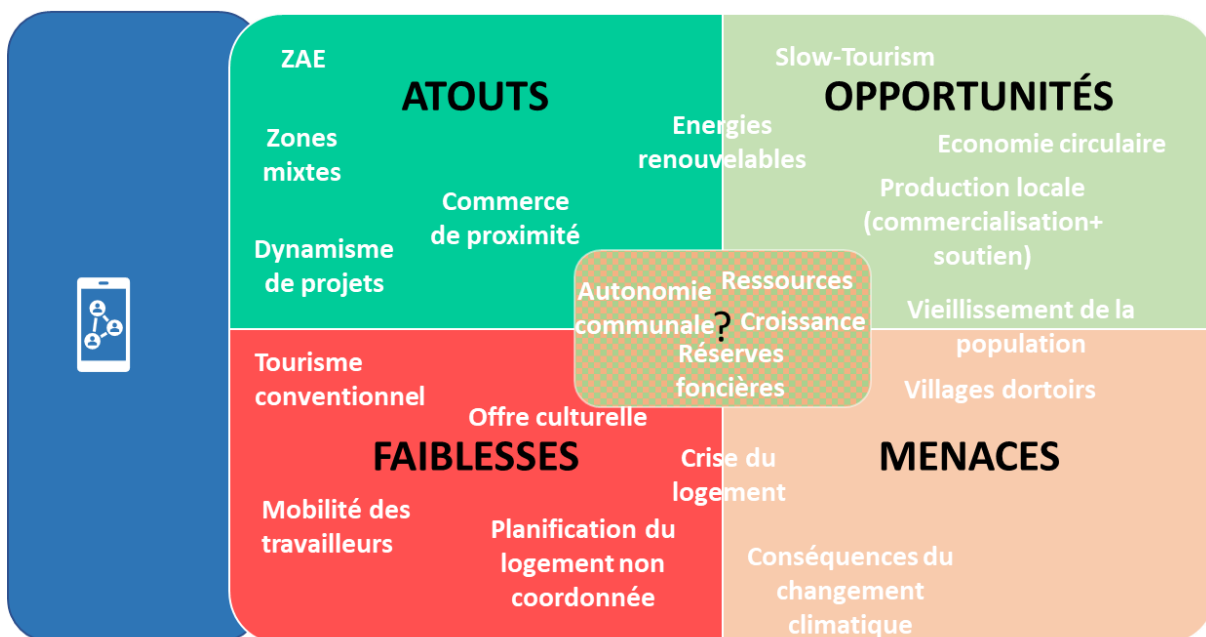 ZAE
ATOUTS
Zones
mixtes
Commerce
de proximité
Dynamisme
de projets
Energies
renouvelables
Slow-Tourism
OPPORTUNITÉS
Economie circulaire
Production locale
(commercialisation+
soutien)
Vieillissement de la
population
Autonomie
communale
Ressources
?
Croissance
Réserves
foncières
Tourisme
conventionnel
Offre culturelle
FAIBLESSES
Mobilité des
travailleurs
Planification du
logement non
coordonnée
Crise du
logement
Villages dortoirs
MENACES
Conséquences du
changement
climatique